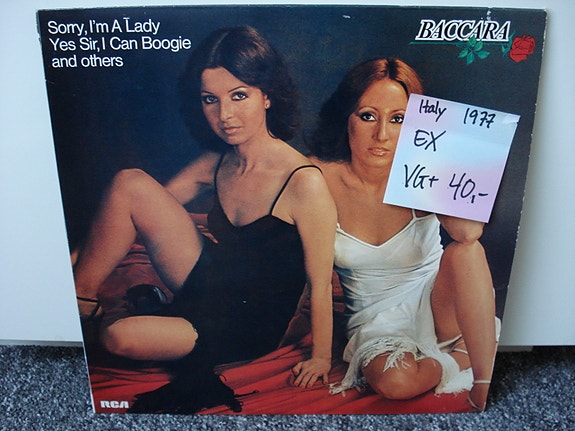 Sorry, I'm A Lady
Yes Sir, I Can Boogie
and others
BACCARA
Italy 1977
EX
VG+ 40,-
RCA